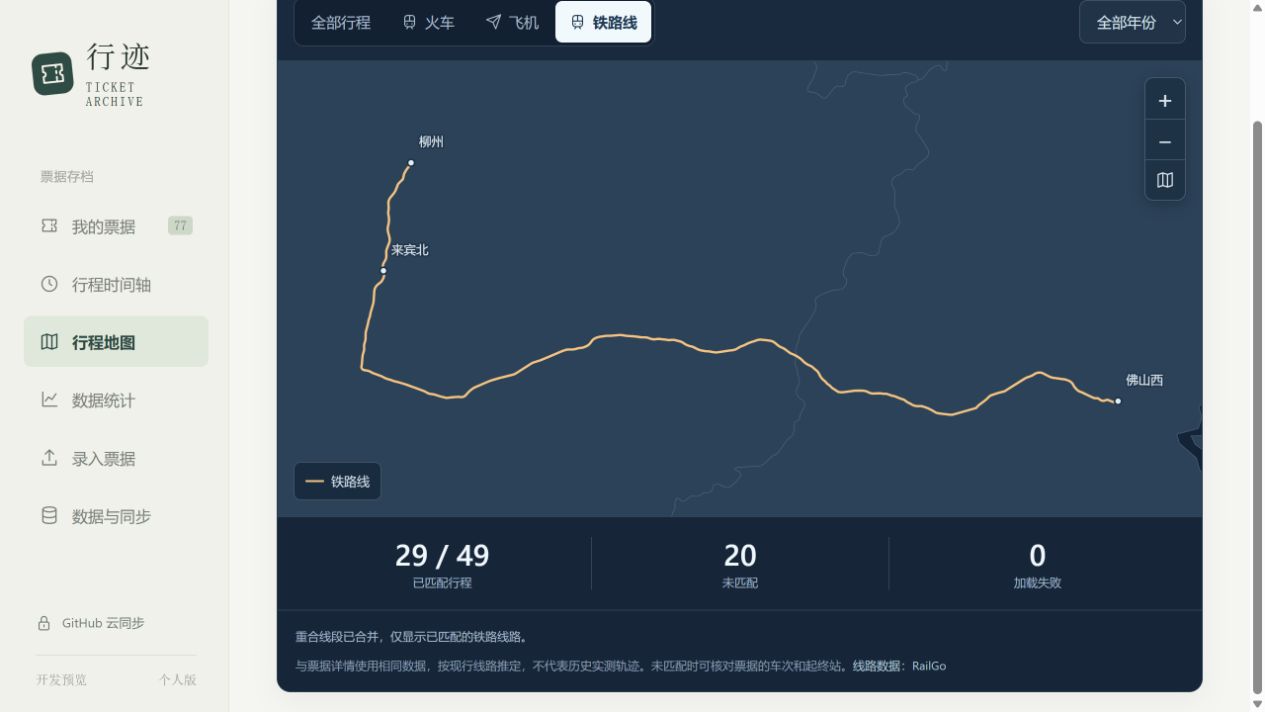 行迹
TICKET
ARCHIVE
票据存档
我的票据 77
行程时间轴
行程地图
数据统计
录入票据
数据与同步
GitHub 云同步
开发预览 个人版
全部行程 火车 飞机 铁路线
全部年份
+
−
柳州
来宾北
佛山西
铁路线
29 / 49
已匹配行程
20
未匹配
0
加载失败
重合线段已合并，仅显示已匹配的铁路线路。
与票据详情使用相同数据，按现行线路推定，不代表历史实测轨迹。未匹配时可核对票据的车次和起终站。线路数据：RailGo